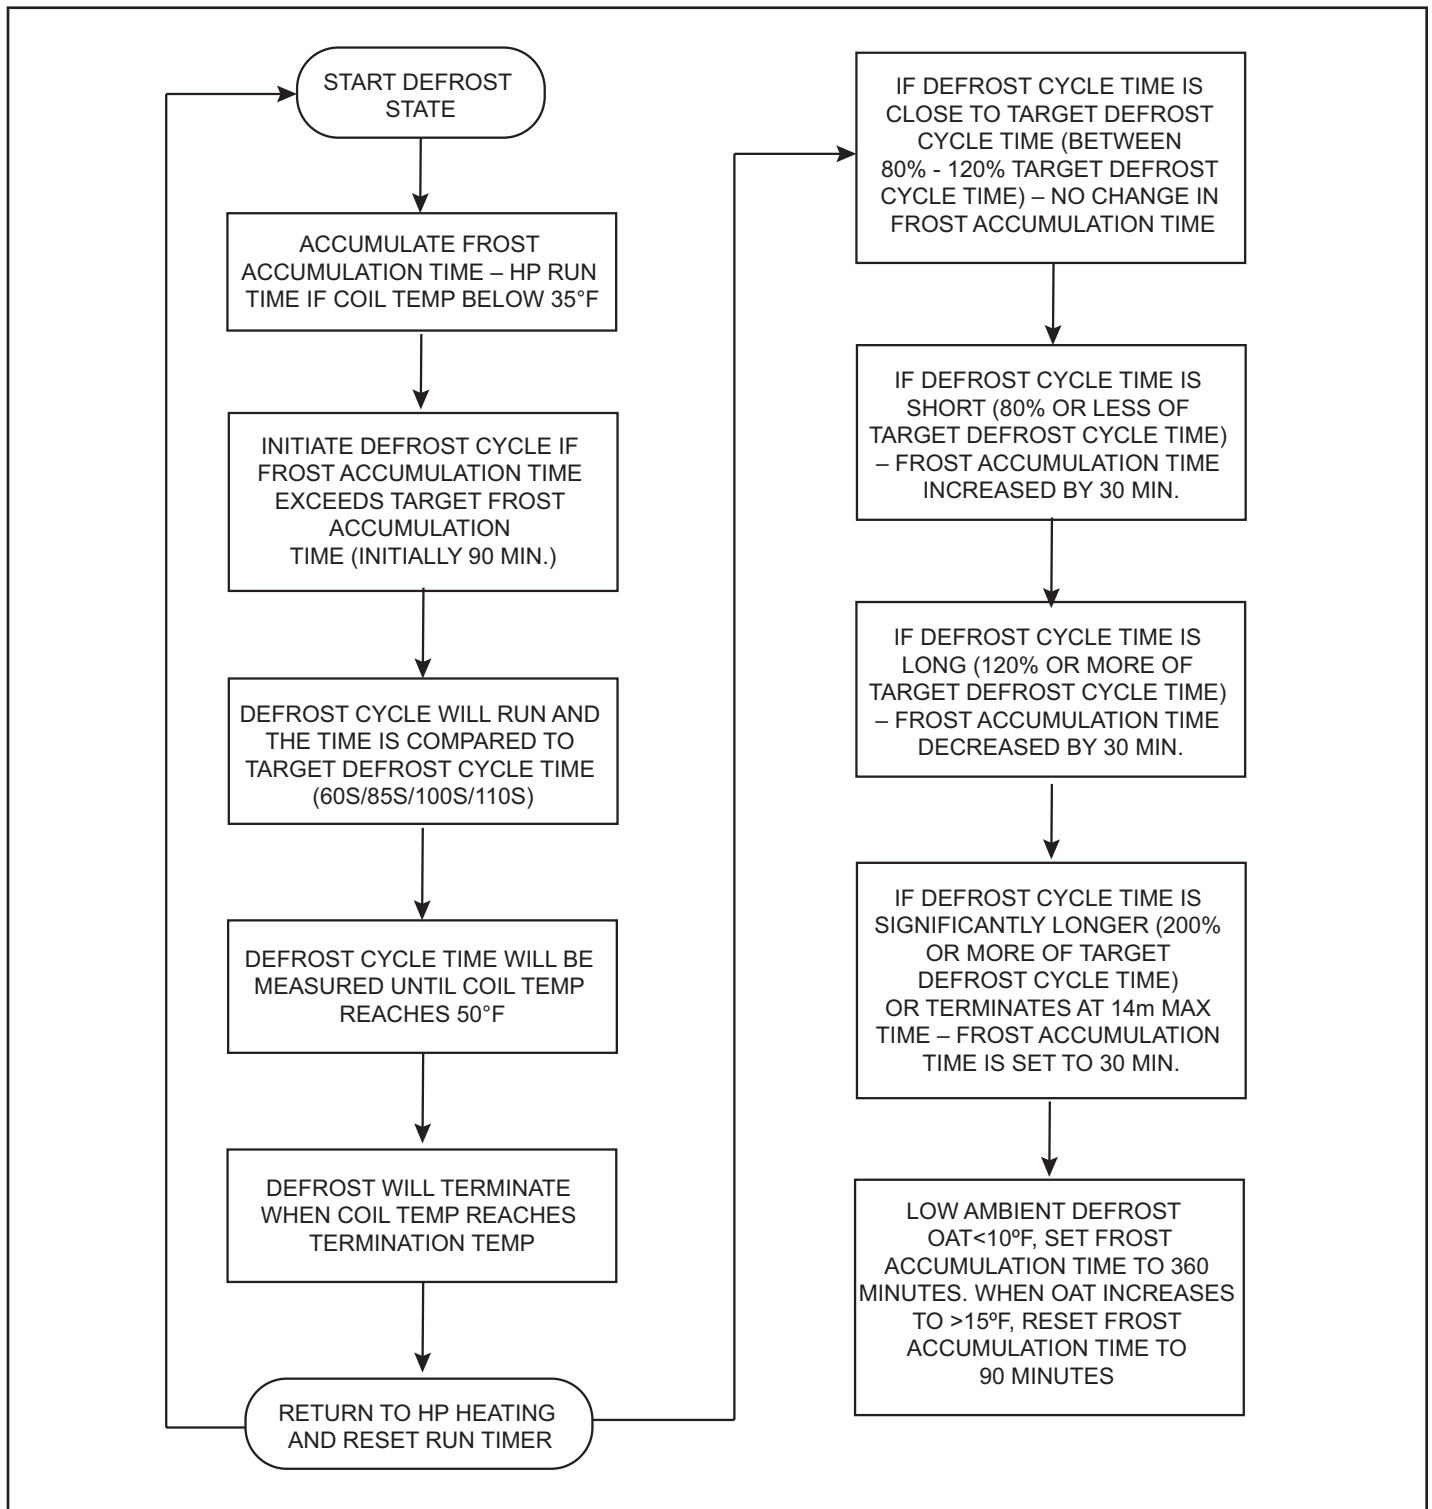 START DEFROST
STATE
ACCUMULATE FROST
ACCUMULATION TIME – HP RUN
TIME IF COIL TEMP BELOW 35°F
INITIATE DEFROST CYCLE IF
FROST ACCUMULATION TIME
EXCEEDS TARGET FROST
ACCUMULATION
TIME (INITIALLY 90 MIN.)
DEFROST CYCLE WILL RUN AND
THE TIME IS COMPARED TO
TARGET DEFROST CYCLE TIME
(60S/85S/100S/110S)
DEFROST CYCLE TIME WILL BE
MEASURED UNTIL COIL TEMP
REACHES 50°F
DEFROST WILL TERMINATE
WHEN COIL TEMP REACHES
TERMINATION TEMP
RETURN TO HP HEATING
AND RESET RUN TIMER
IF DEFROST CYCLE TIME IS
CLOSE TO TARGET DEFROST
CYCLE TIME (BETWEEN
80% - 120% TARGET DEFROST
CYCLE TIME) – NO CHANGE IN
FROST ACCUMULATION TIME
IF DEFROST CYCLE TIME IS
SHORT (80% OR LESS OF
TARGET DEFROST CYCLE TIME)
– FROST ACCUMULATION TIME
INCREASED BY 30 MIN.
IF DEFROST CYCLE TIME IS
LONG (120% OR MORE OF
TARGET DEFROST CYCLE TIME)
– FROST ACCUMULATION TIME
DECREASED BY 30 MIN.
IF DEFROST CYCLE TIME IS
SIGNIFICANTLY LONGER (200%
OR MORE OF TARGET
DEFROST CYCLE TIME)
OR TERMINATES AT 14m MAX
TIME – FROST ACCUMULATION
TIME IS SET TO 30 MIN.
LOW AMBIENT DEFROST
OAT<10ºF, SET FROST
ACCUMULATION TIME TO 360
MINUTES. WHEN OAT INCREASES
TO >15ºF, RESET FROST
ACCUMULATION TIME TO
90 MINUTES